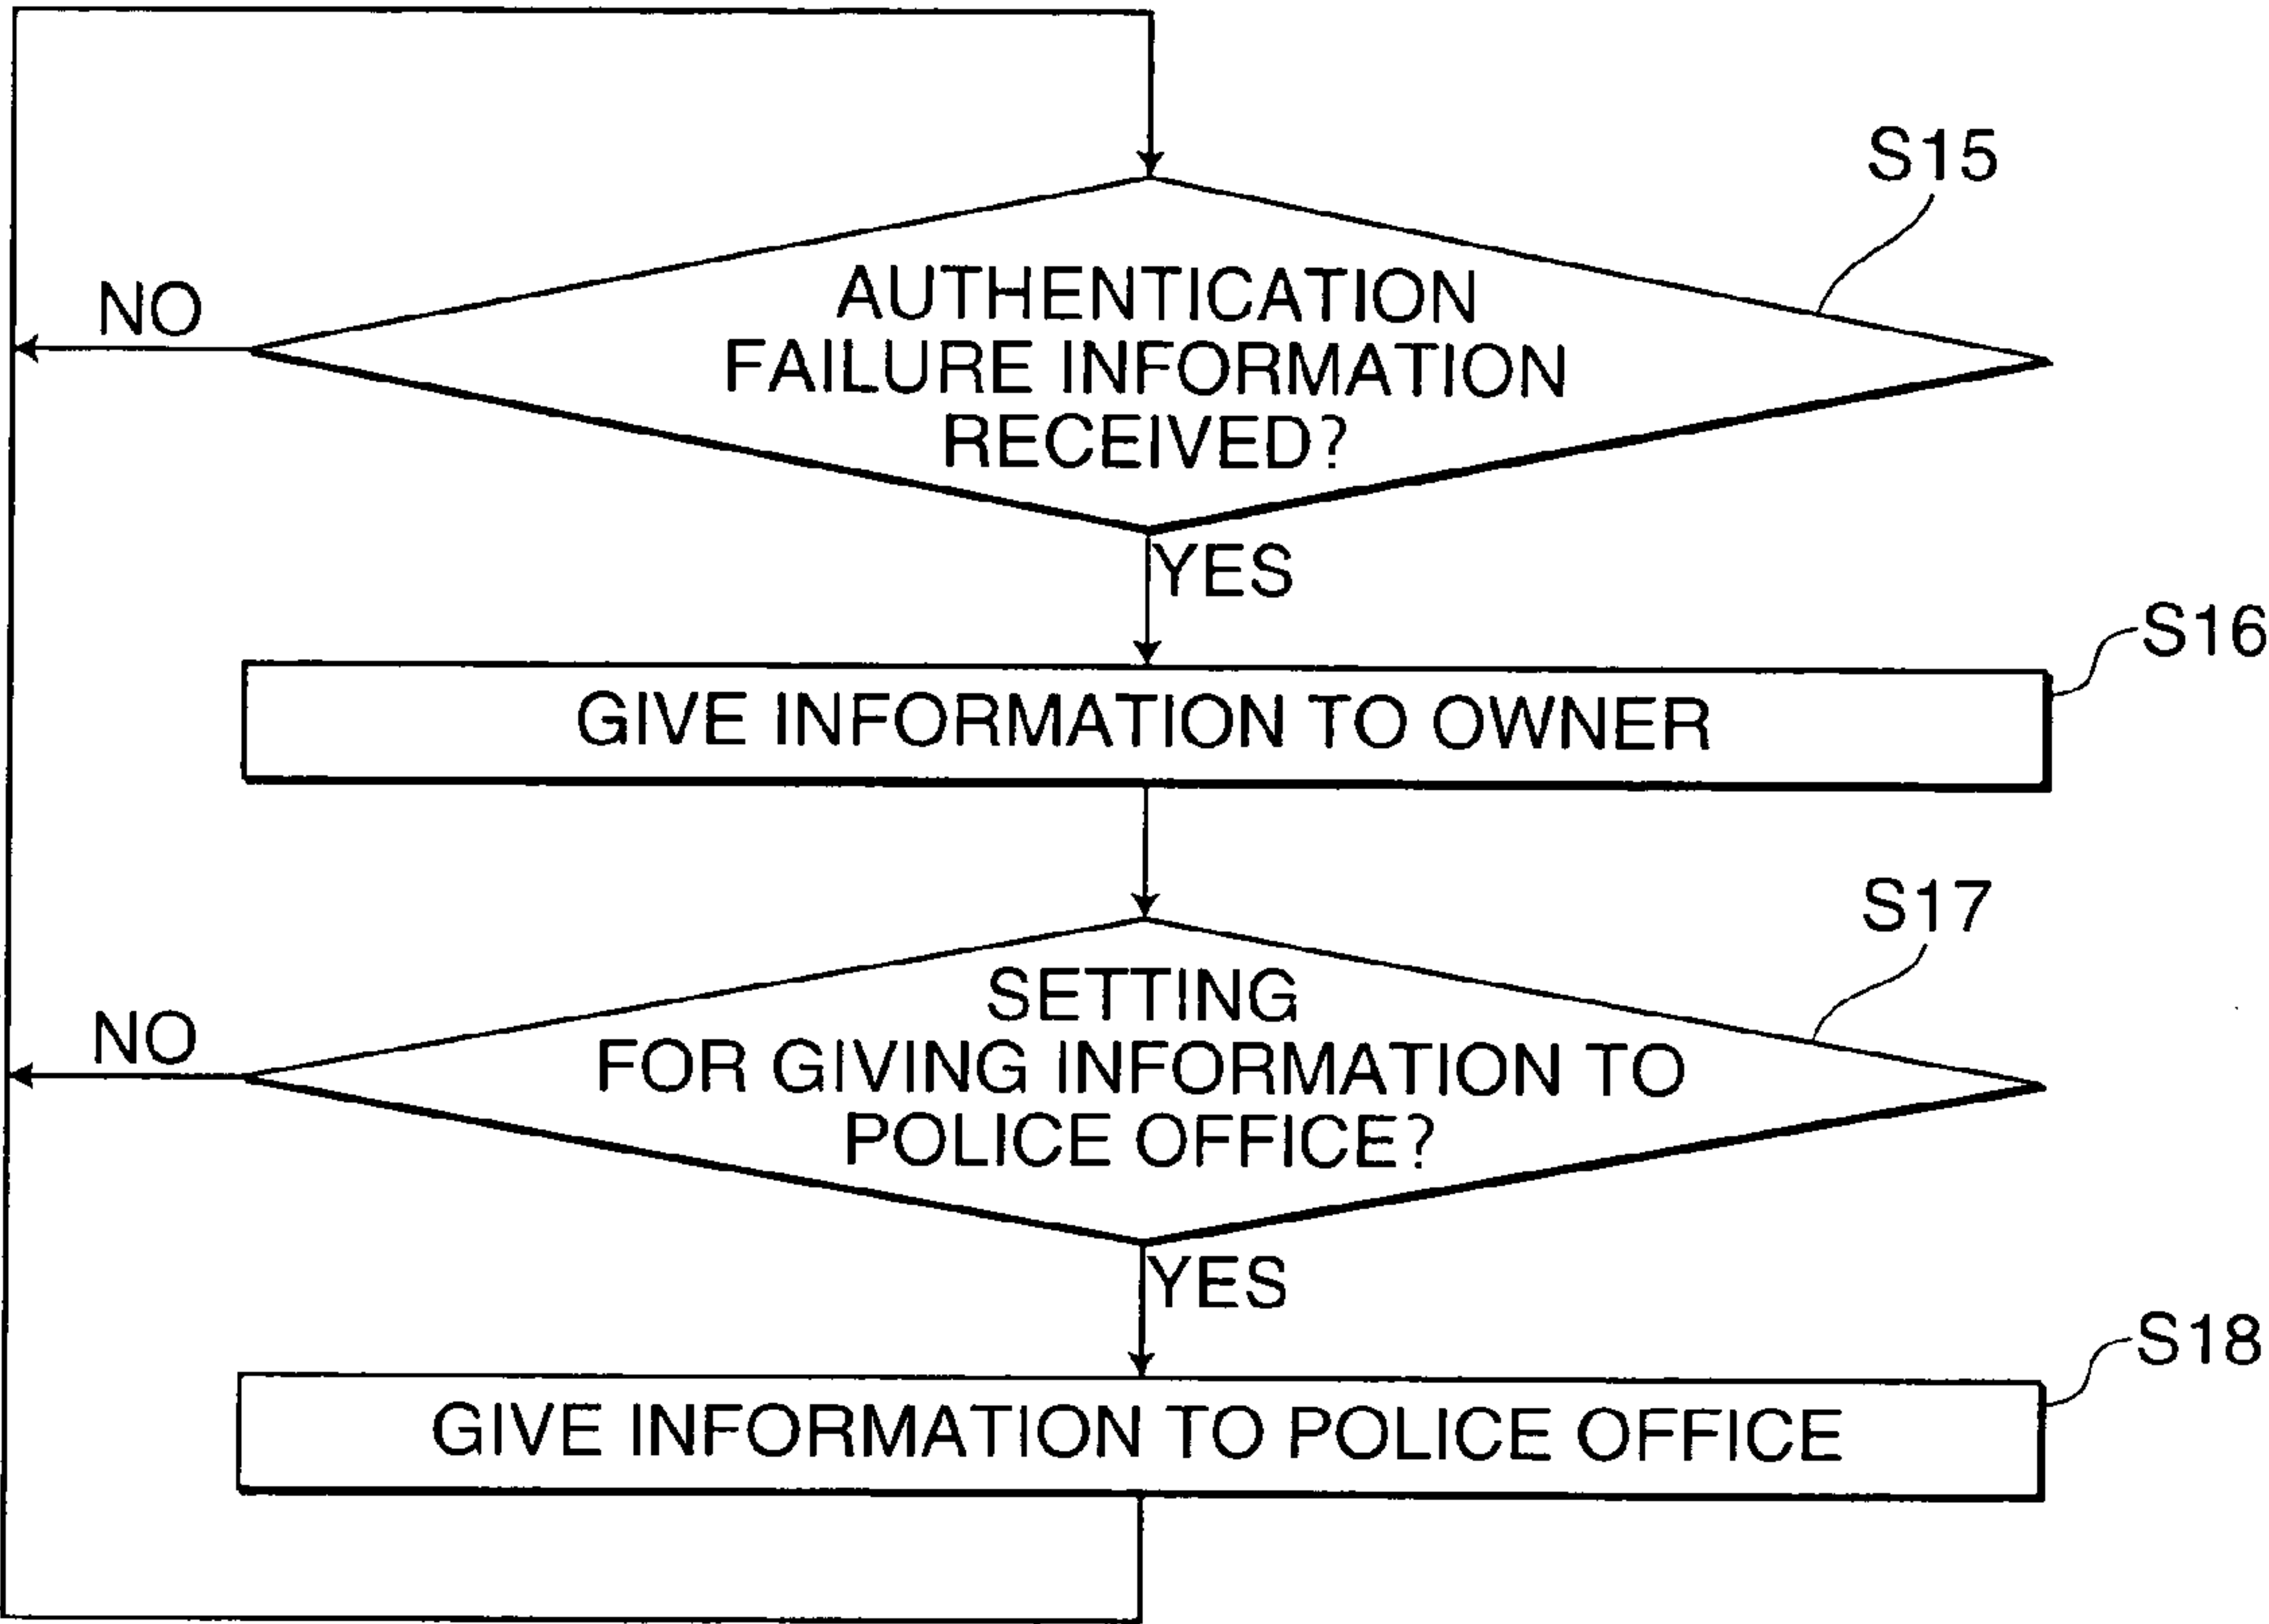 S15
AUTHENTICATION
FAILURE INFORMATION
RECEIVED?
NO
YES
S16
GIVE INFORMATION TO OWNER
S17
SETTING
FOR GIVING INFORMATION TO
POLICE OFFICE?
NO
YES
S18
GIVE INFORMATION TO POLICE OFFICE